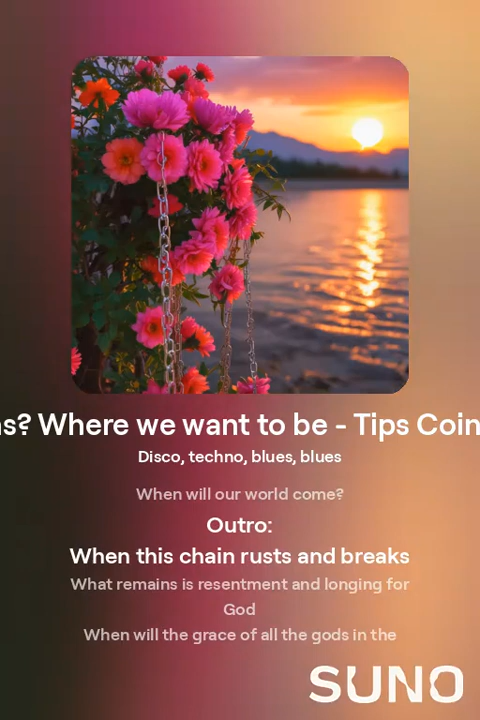 s? Where we want to be - Tips Coin
Disco, techno, blues, blues
When will our world come?
Outro:
When this chain rusts and breaks
What remains is resentment and longing for
God
When will the grace of all the gods in the
SUNO